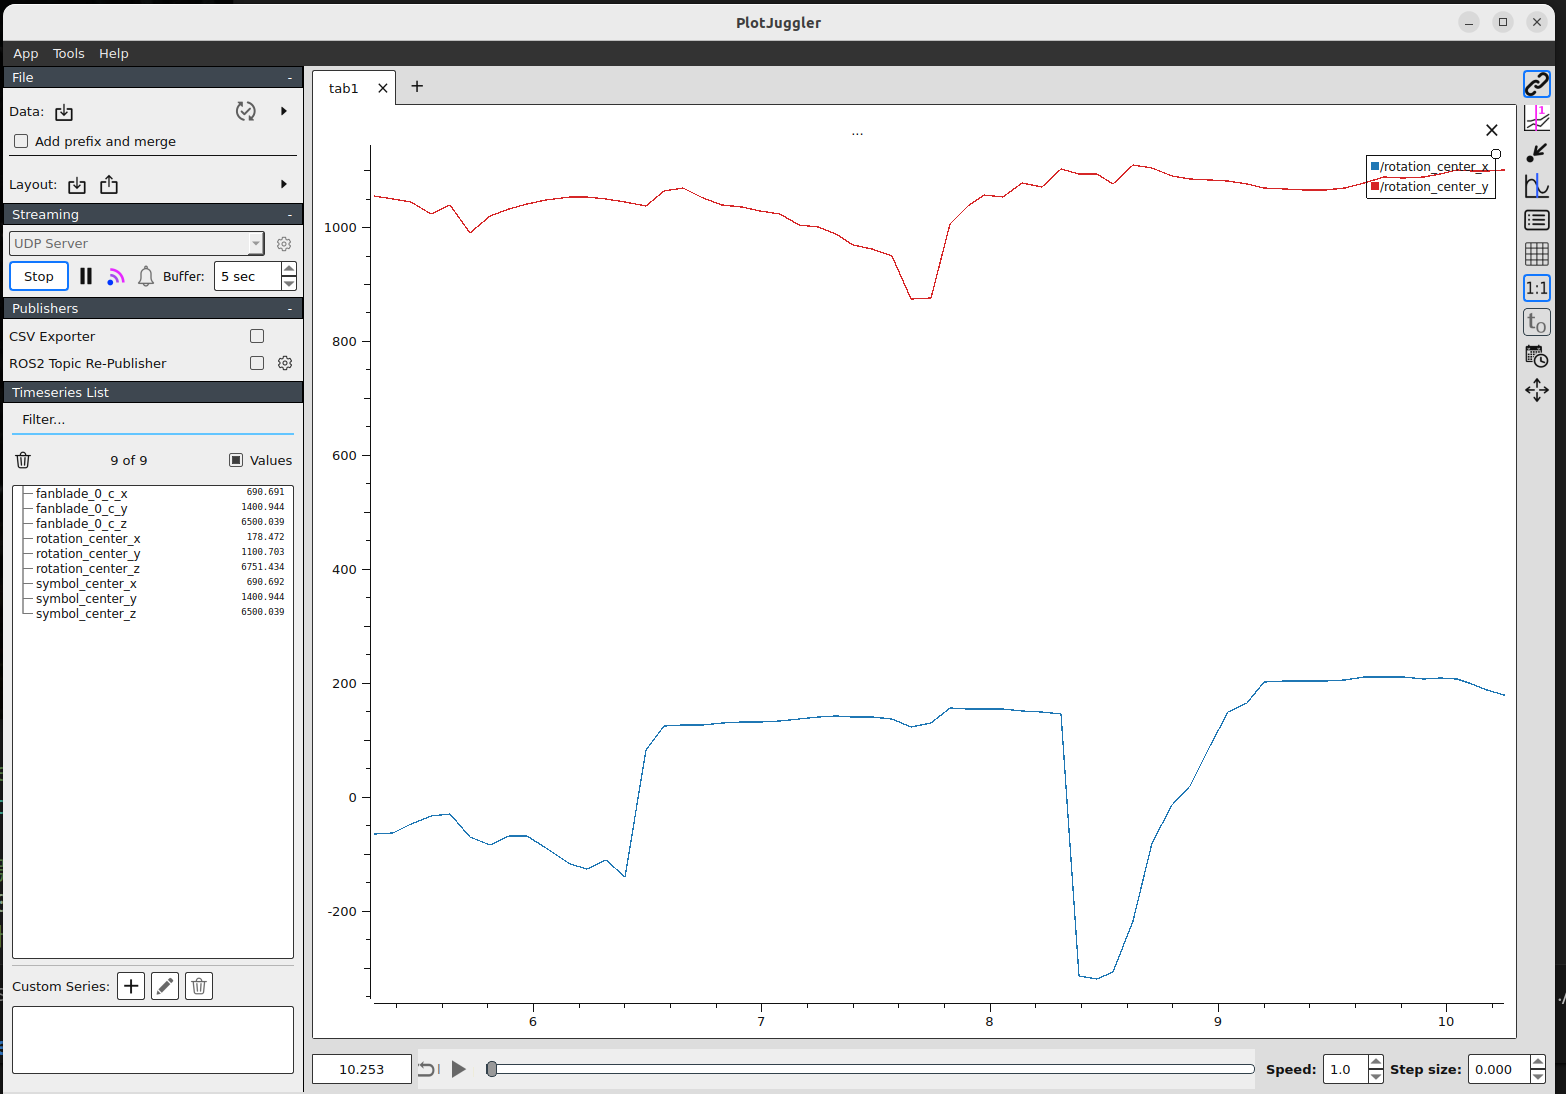 PlotJuggler
App Tools Help
File -
Data:
Add prefix and merge
Layout:
Streaming -
UDP Server
Stop Buffer: 5 sec
Publishers -
CSV Exporter
ROS2 Topic Re-Publisher
Timeseries List
Filter...
9 of 9 Values
fanblade_0_c_x 690.691
fanblade_0_c_y 1400.944
fanblade_0_c_z 6500.039
rotation_center_x 178.472
rotation_center_y 1100.703
rotation_center_z 6751.434
symbol_center_x 690.692
symbol_center_y 1400.944
symbol_center_z 6500.039
Custom Series:
tab1
...
/rotation_center_x
/rotation_center_y
1000
800
600
400
200
0
-200
6 7 8 9 10
10.253 Speed: 1.0 Step size: 0.000
1
1:1
t0